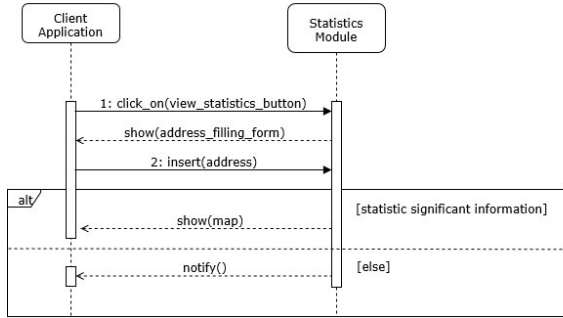 Client
Application
Statistics
Module
1: click_on(view_statistics_button)
show(address_filling_form)
2: insert(address)
alt
[statistic significant information]
show(map)
notify()
[else]